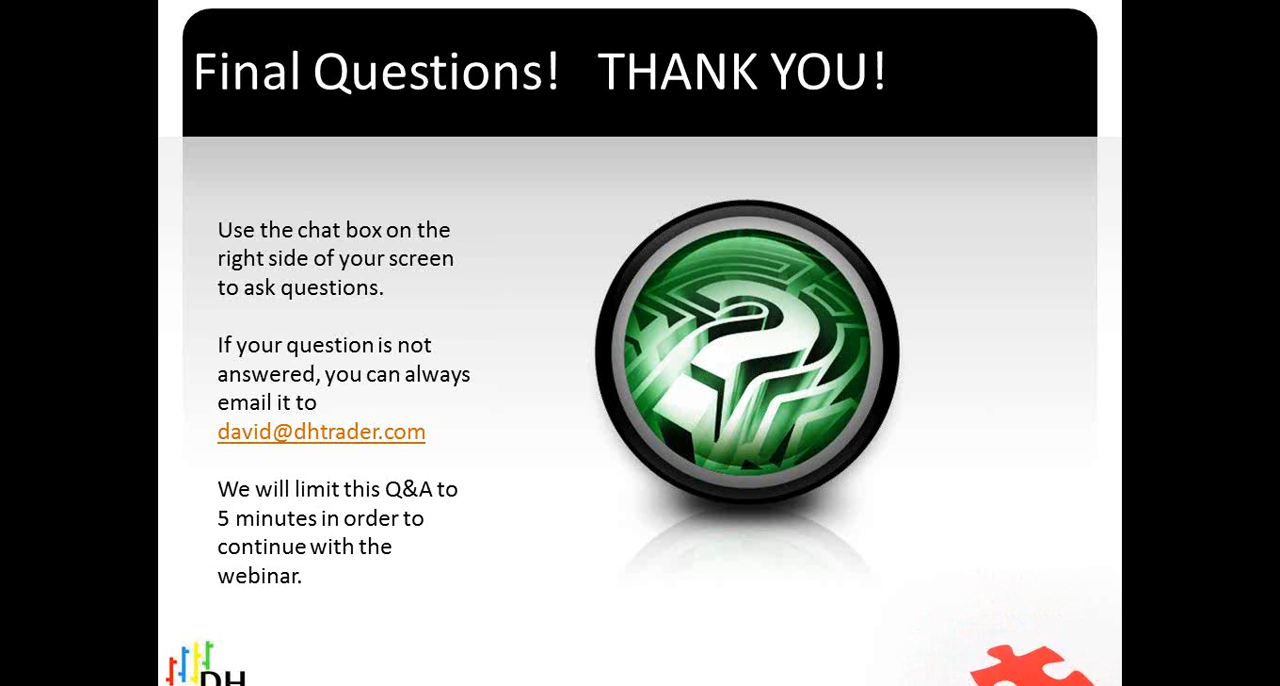 Final Questions!   THANK YOU!
Use the chat box on the
right side of your screen
to ask questions.
If your question is not
answered, you can always
email it to
david@dhtrader.com
We will limit this Q&A to
5 minutes in order to
continue with the
webinar.
DH